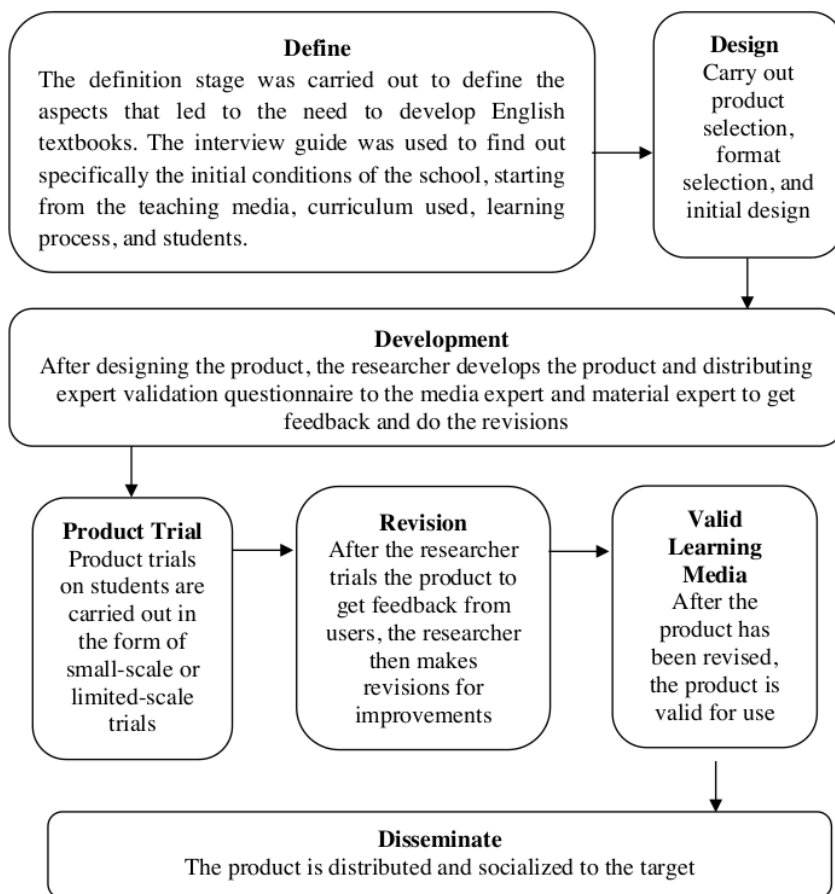 Define
The definition stage was carried out to define the
aspects that led to the need to develop English
textbooks. The interview guide was used to find out
specifically the initial conditions of the school, starting
from the teaching media, curriculum used, learning
process, and students.
Design
Carry out
product
selection,
format
selection, and
initial design
Development
After designing the product, the researcher develops the product and distributing
expert validation questionnaire to the media expert and material expert to get
feedback and do the revisions
Product Trial
Product trials
on students are
carried out in
the form of
small-scale or
limited-scale
trials
Revision
After the researcher
trials the product to
get feedback from
users, the researcher
then makes
revisions for
improvements
Valid
Learning
Media
After the
product has
been revised,
the product is
valid for use
Disseminate
The product is distributed and socialized to the target